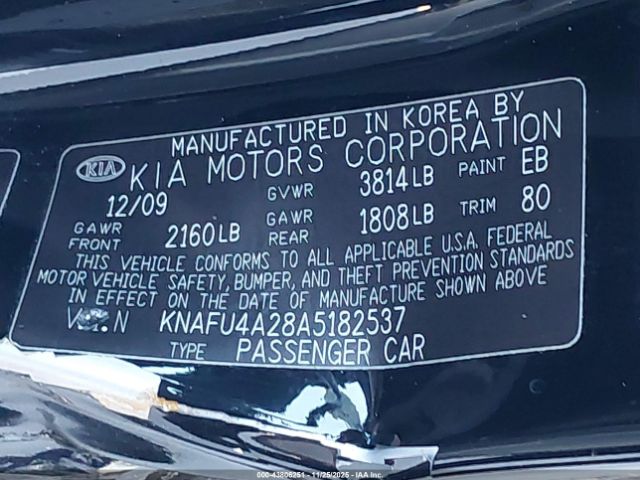 MANUFACTURED IN KOREA BY
KIA KIA MOTORS CORPORATION
12/09 GVWR 3814LB PAINT EB
GAWR FRONT 2160LB GAWR REAR 1808LB TRIM 80
THIS VEHICLE CONFORMS TO ALL APPLICABLE U.S.A. FEDERAL
MOTOR VEHICLE SAFETY, BUMPER, AND THEFT PREVENTION STANDARDS
IN EFFECT ON THE DATE OF MANUFACTURE SHOWN ABOVE
V . N KNAFU4A28A5182537
TYPE PASSENGER CAR
000-43806251 - 11/25/2025 - IAA Inc.